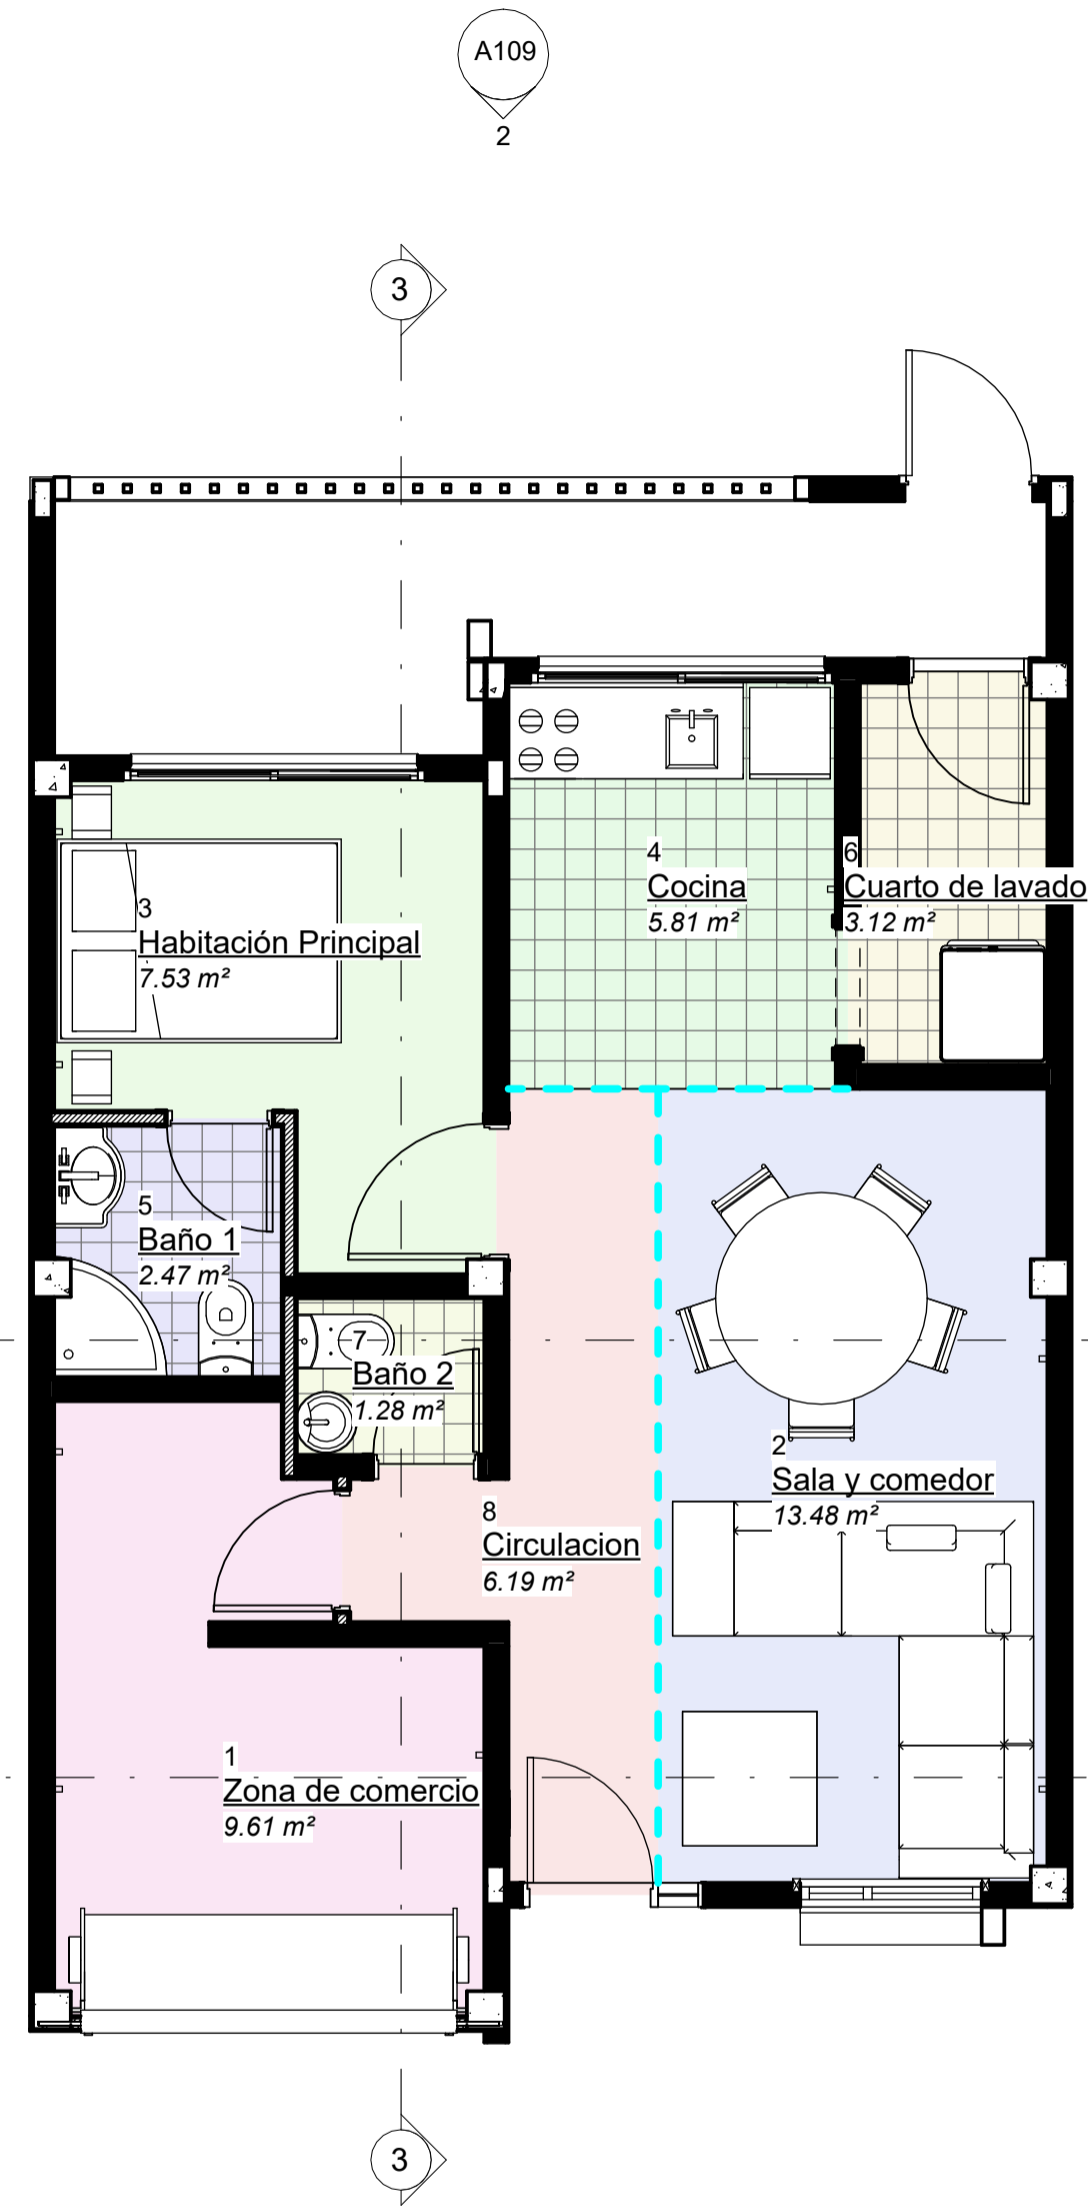 A109
2
3
4
Cocina
5.81 m²
6
Cuarto de lavado
3.12 m²
3
Habitación Principal
7.53 m²
5
Baño 1
2.47 m²
7
Baño 2
1.28 m²
2
Sala y comedor
13.48 m²
8
Circulacion
6.19 m²
1
Zona de comercio
9.61 m²
3